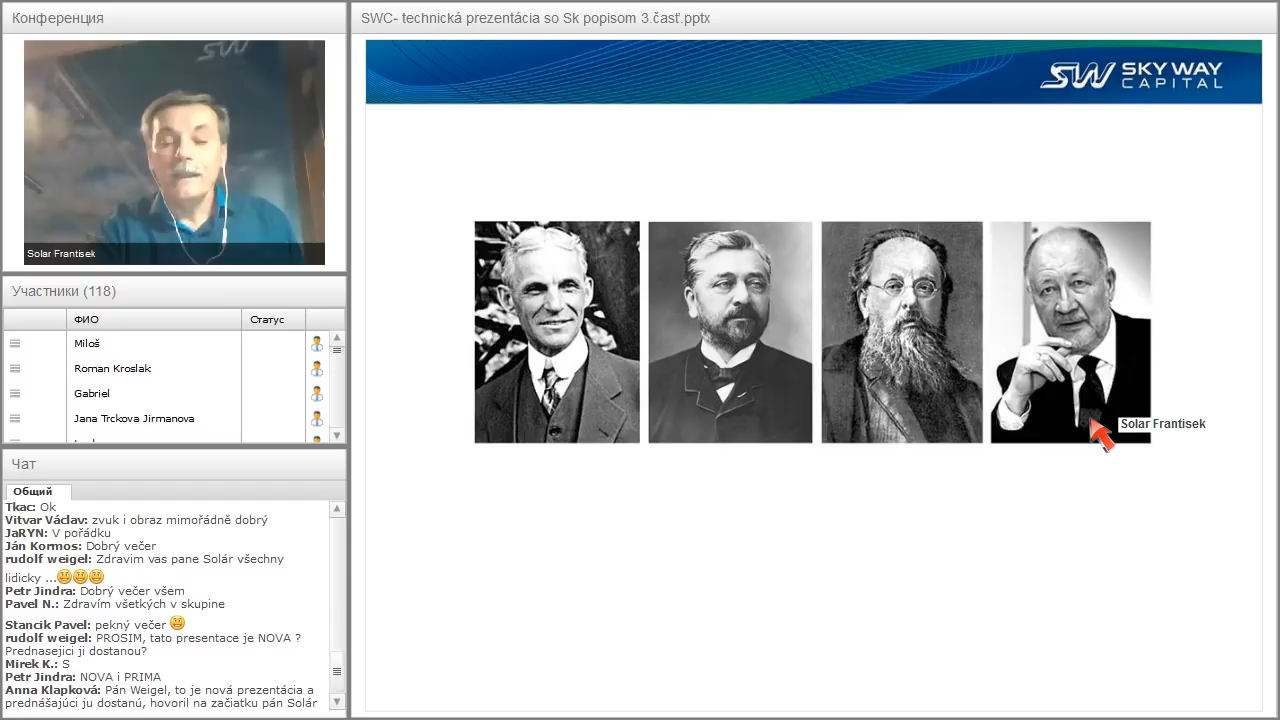 Конференция
SW
Solar Frantisek
Участники (118)
ФИО Статус
Miloš
Roman Kroslak
Gabriel
Jana Trckova Jirmanova
Чат
Общий
Tkac: Ok
Vitvar Václav: zvuk i obraz mimořádně dobrý
JaRYN: V pořádku
Ján Kormos: Dobrý večer
rudolf weigel: Zdravim vas pane Solár všechny
lidicky ...
Petr Jindra: Dobrý večer všem
Pavel N.: Zdravím všetkých v skupine
Stancik Pavel: pekný večer
rudolf weigel: PROSIM, tato presentace je NOVA ?
Prednasejici ji dostanou?
Mirek K.: S
Petr Jindra: NOVA i PRIMA
Anna Klapková: Pán Weigel, to je nová prezentácia a
prednášajúci ju dostanú, hovoril na začiatku pán Solár
SWC- technická prezentácia so Sk popisom 3.časť.pptx
SW SKY WAY
CAPITAL
Solar Frantisek